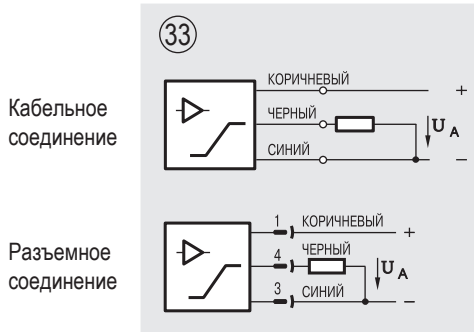 33
Кабельное
соединение
КОРИЧНЕВЫЙ
+
ЧЕРНЫЙ
U A
СИНИЙ
−
Разъемное
соединение
1 КОРИЧНЕВЫЙ
+
4 ЧЕРНЫЙ
U A
3 СИНИЙ
−